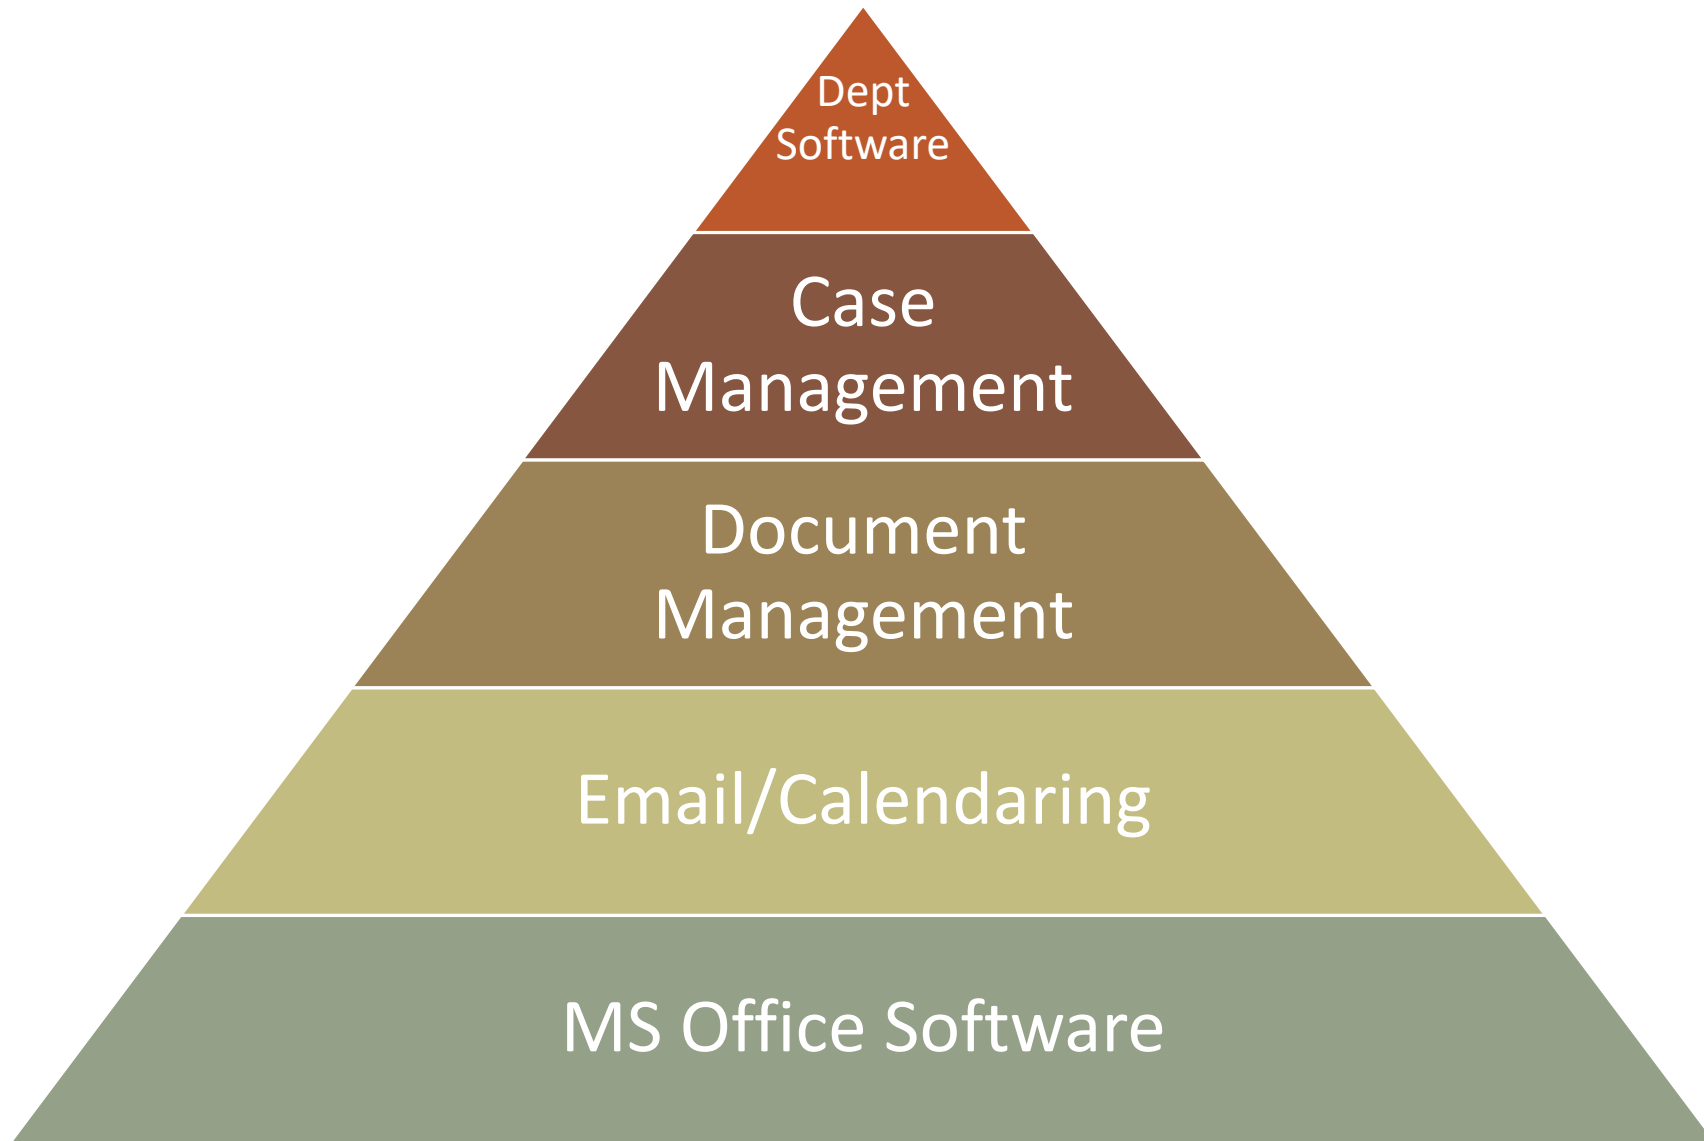 Dept
Software
Case
Management
Document
Management
Email/Calendaring
MS Office Software